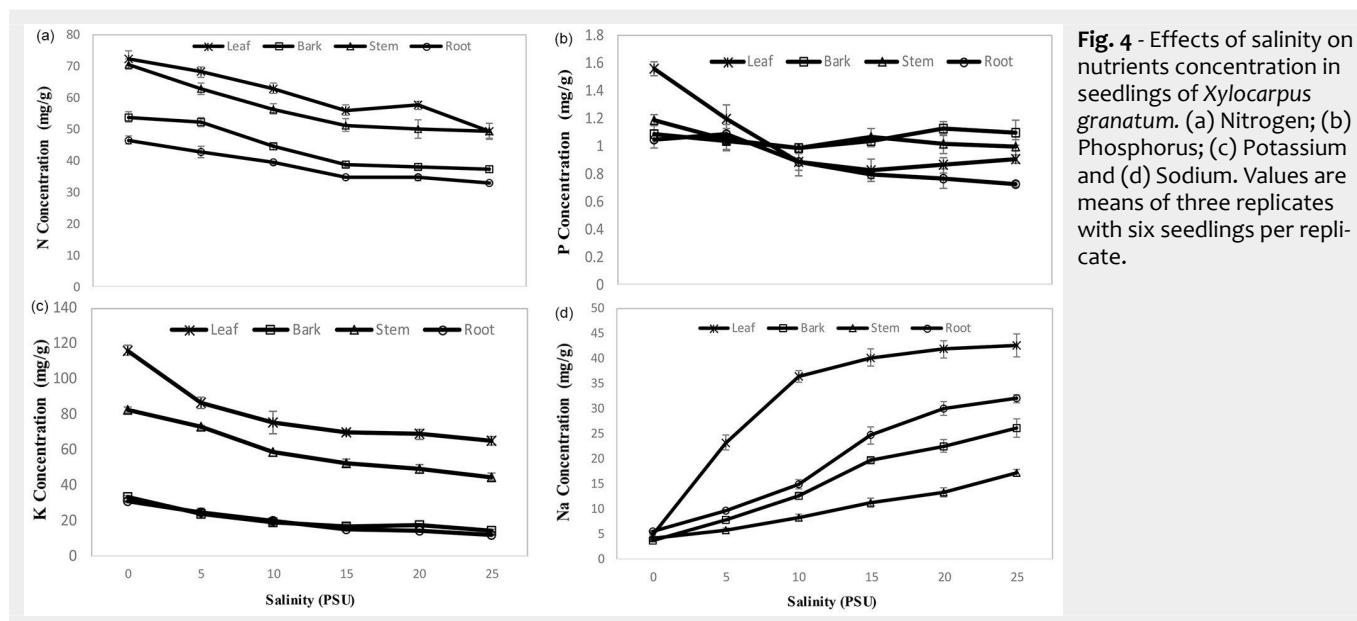 (a)
80
70
60
50
40
30
20
10
0
N Concentration (mg/g)
Leaf Bark Stem Root
(b)
1.8
1.6
1.4
1.2
1
0.8
0.6
0.4
0.2
0
P Concentration (mg/g)
Leaf Bark Stem Root
(c)
140
120
100
80
60
40
20
0
K Concentration (mg/g)
Leaf Bark Stem Root
0 5 10 15 20 25
Salinity (PSU)
(d)
50
45
40
35
30
25
20
15
10
5
0
Na Concentration (mg/g)
Leaf Bark Stem Root
0 5 10 15 20 25
Salinity (PSU)
Fig. 4 - Effects of salinity on
nutrients concentration in
seedlings of Xylocarpus
granatum. (a) Nitrogen; (b)
Phosphorus; (c) Potassium
and (d) Sodium. Values are
means of three replicates
with six seedlings per repli-
cate.